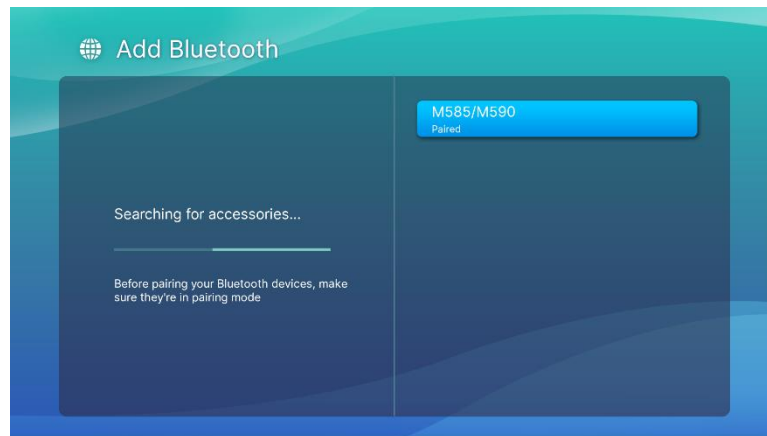 Add Bluetooth
M585/M590
Paired
Searching for accessories...
Before pairing your Bluetooth devices, make
sure they're in pairing mode